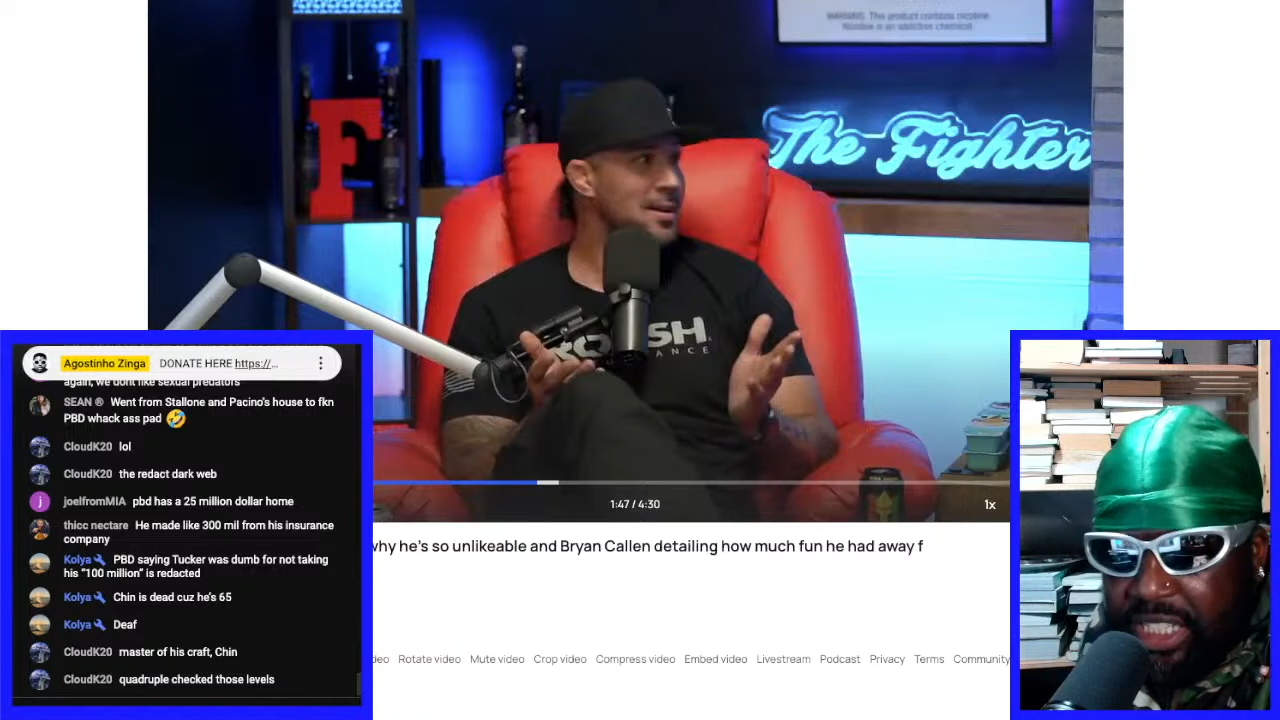 WARNING: This product contains nicotine.
Nicotine is an addictive chemical.
The Fighter
F
SH
ANCE
Agostinho Zinga DONATE HERE https://...
again, we dont like sexual predators
SEAN ® Went from Stallone and Pacino's house to fkn
PBD whack ass pad 🤣
CloudK20 lol
CloudK20 the redact dark web
j joelfromMIA pbd has a 25 million dollar home
thicc nectare He made like 300 mil from his insurance
company
Kolya PBD saying Tucker was dumb for not taking
his “100 million” is redacted
Kolya Chin is dead cuz he's 65
Kolya Deaf
CloudK20 master of his craft, Chin
CloudK20 quadruple checked those levels
1:47 / 4:30
1x
why he's so unlikeable and Bryan Callen detailing how much fun he had away f
deo Rotate video Mute video Crop video Compress video Embed video Livestream Podcast Privacy Terms Community